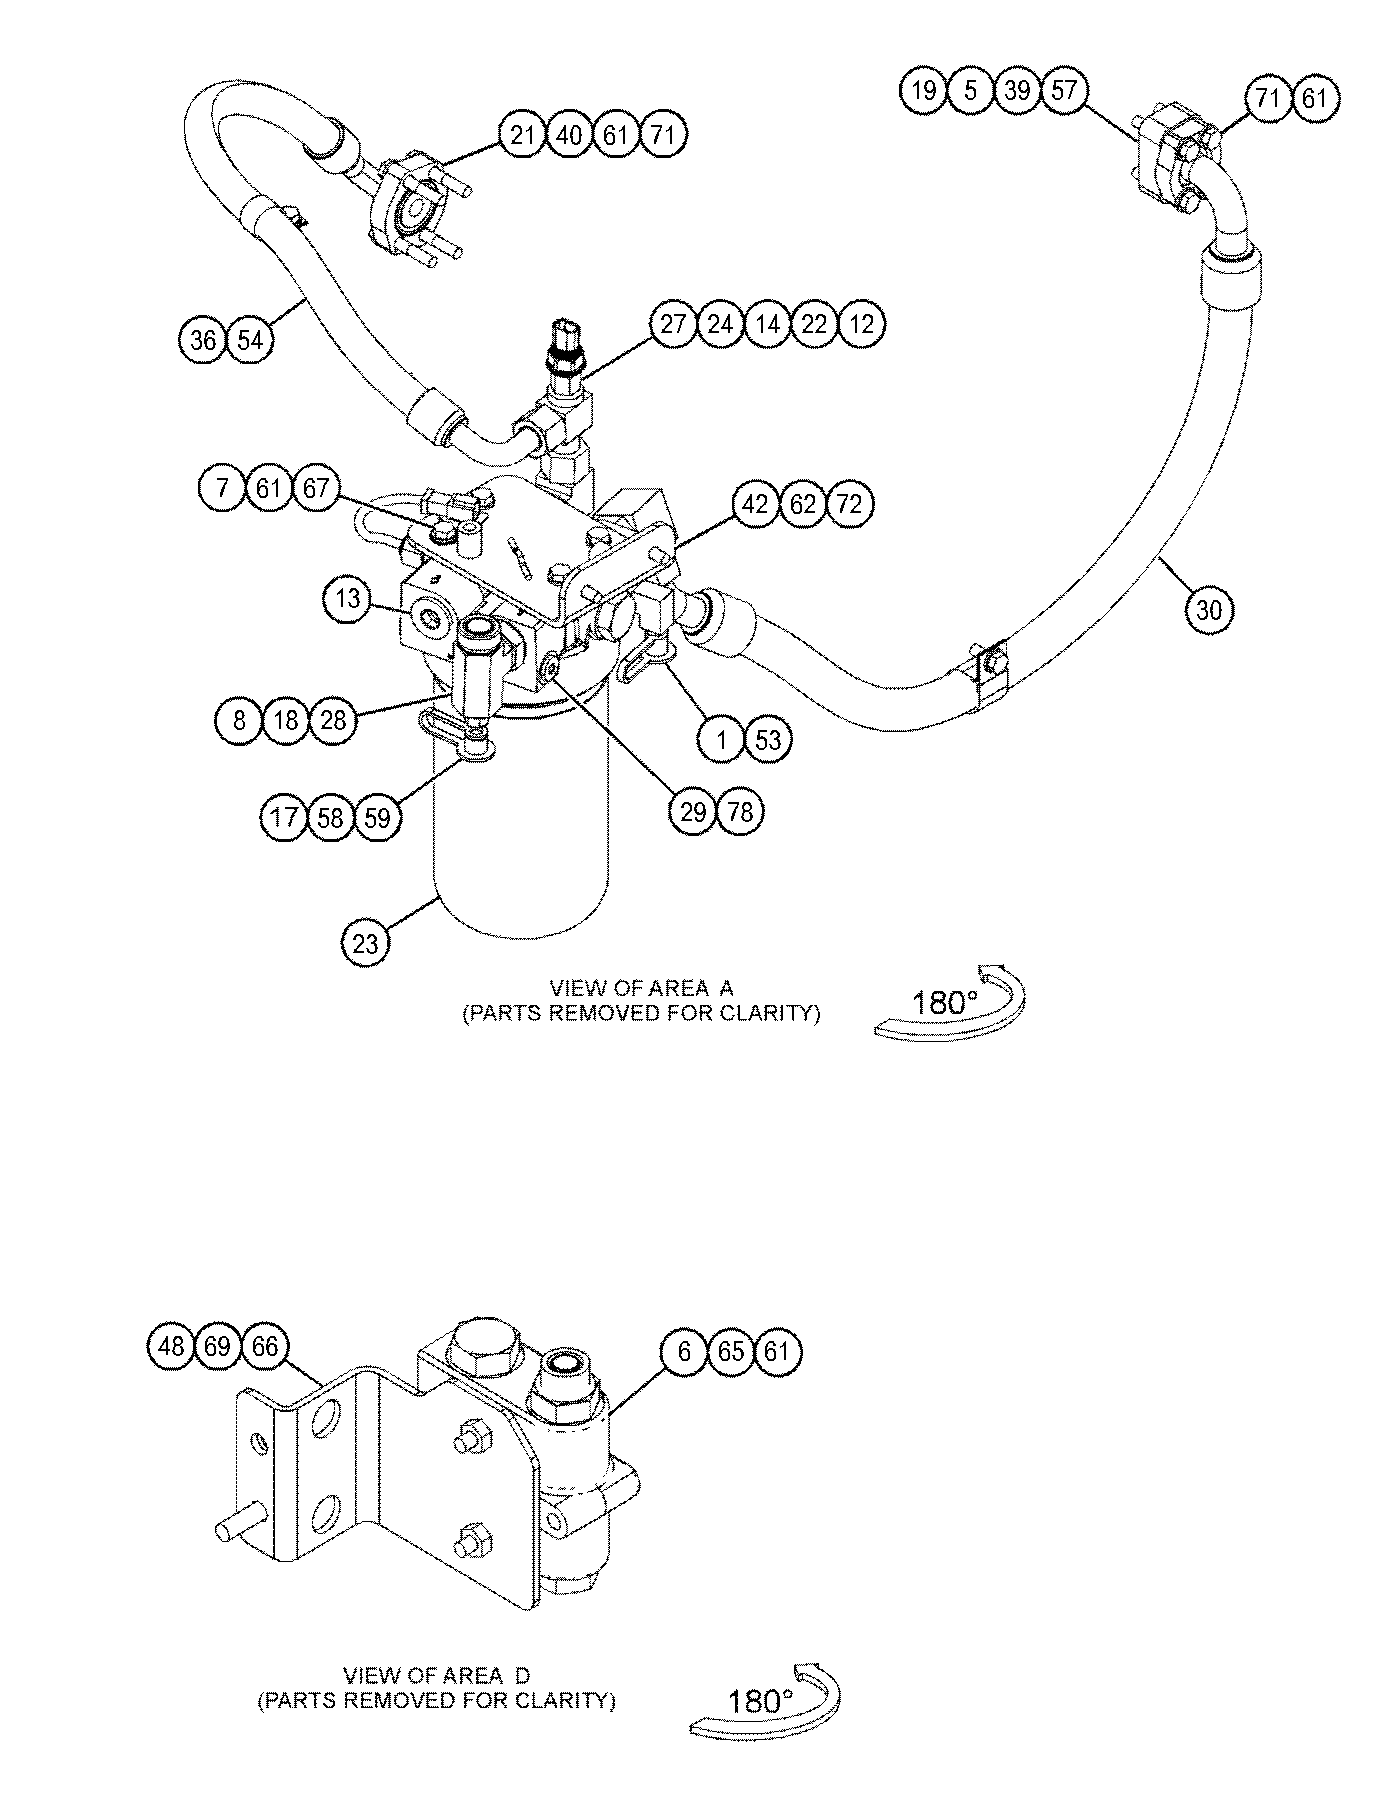 19 5 39 57
71 61
21 40 61 71
36 54
27 24 14 22 12
7 61 67
42 62 72
13
30
8 18 28
1 53
17 58 59
29 78
23
VIEW OF AREA A
(PARTS REMOVED FOR CLARITY)
180°
48 69 66
6 65 61
VIEW OF AREA D
(PARTS REMOVED FOR CLARITY)
180°